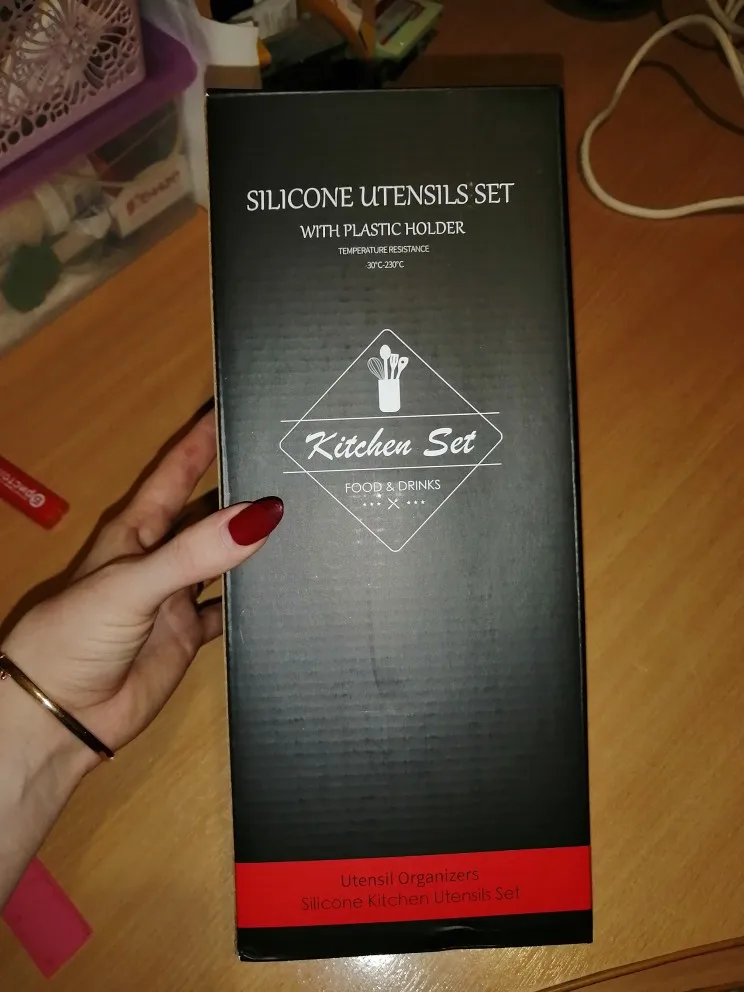 SILICONE UTENSILS SET
WITH PLASTIC HOLDER
TEMPERATURE RESISTANCE
-30°C-230°C
Kitchen Set
FOOD & DRINKS
Utensil Organizers
Silicone Kitchen Utensils Set